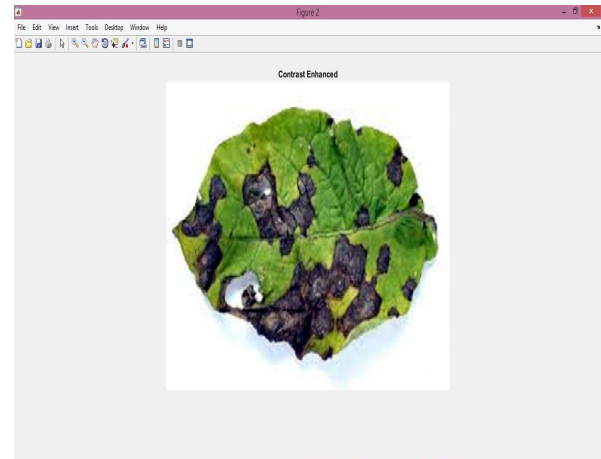 Figure 2
File Edit View Insert Tools Desktop Window Help
Contrast Enhanced